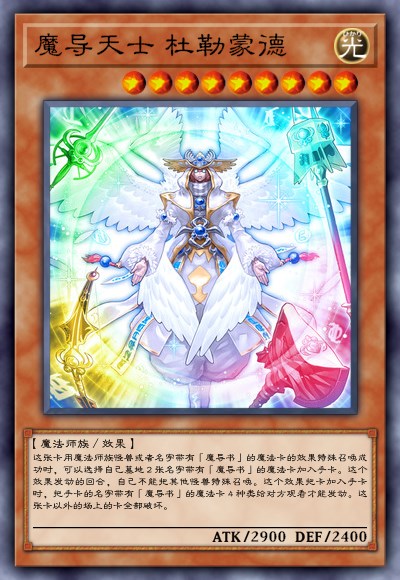 魔导天士 杜勒蒙德
光
ひかり
【魔法师族／效果】
这张卡用魔法师族怪兽或者名字带有「魔导书」的魔法卡的效果特殊召唤成
功时，可以选择自己墓地2张名字带有「魔导书」的魔法卡加入手卡。这个
效果发动的回合，自己不能把其他怪兽特殊召唤。这个效果把卡加入手卡
时，把手卡的名字带有「魔导书」的魔法卡4种类给对方观看才能发动。这
张卡以外的场上的卡全部破坏。
ATK/2900 DEF/2400